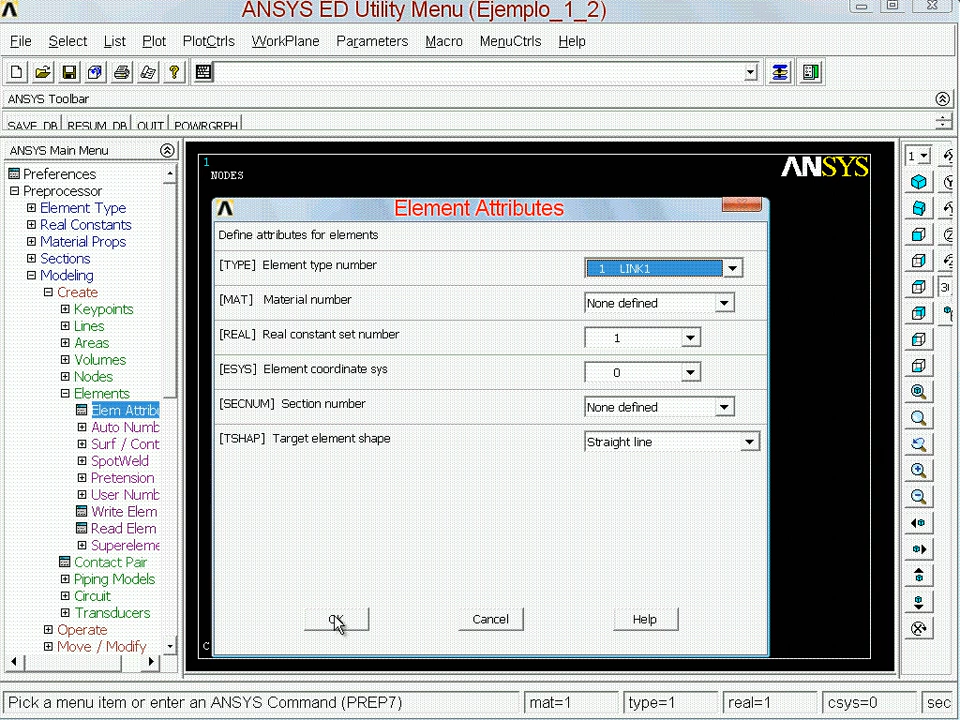 ANSYS ED Utility Menu (Ejemplo_1_2)
File Select List Plot PlotCtrls WorkPlane Parameters Macro MenuCtrls Help
ANSYS Toolbar
SAVE_DB RESUM_DB QUIT POWRGRPH
ANSYS Main Menu
Preferences
Preprocessor
Element Type
Real Constants
Material Props
Sections
Modeling
Create
Keypoints
Lines
Areas
Volumes
Nodes
Elements
Elem Attribu
Auto Numb
Surf / Cont
SpotWeld
Pretension
User Numb
Write Elem
Read Elem
Supereleme
Contact Pair
Piping Models
Circuit
Transducers
Operate
Move / Modify
1
NODES
ANSYS
Element Attributes
Define attributes for elements
[TYPE] Element type number 1 LINK1
[MAT] Material number None defined
[REAL] Real constant set number 1
[ESYS] Element coordinate sys 0
[SECNUM] Section number None defined
[TSHAP] Target element shape Straight line
OK Cancel Help
C
1
Pick a menu item or enter an ANSYS Command (PREP7) mat=1 type=1 real=1 csys=0 sec